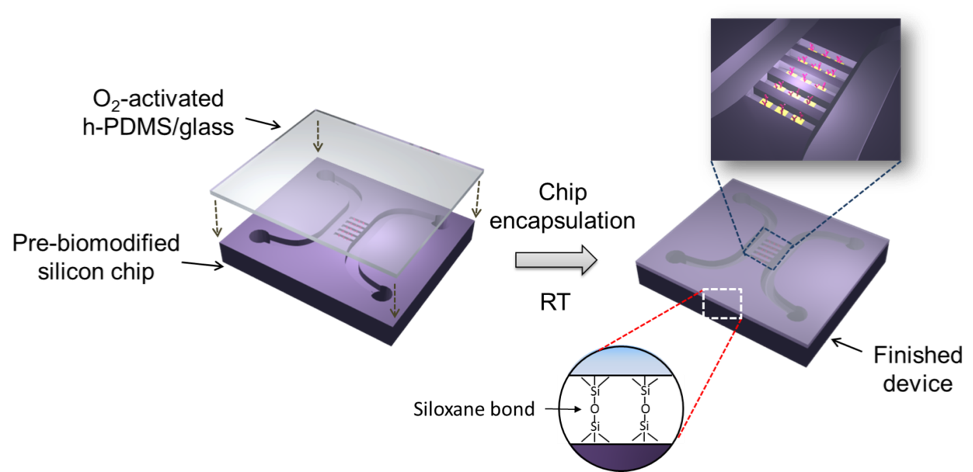 O2-activated
h-PDMS/glass
Pre-biomodified
silicon chip
Chip
encapsulation
RT
Finished
device
Siloxane bond
Si Si
O O
Si Si